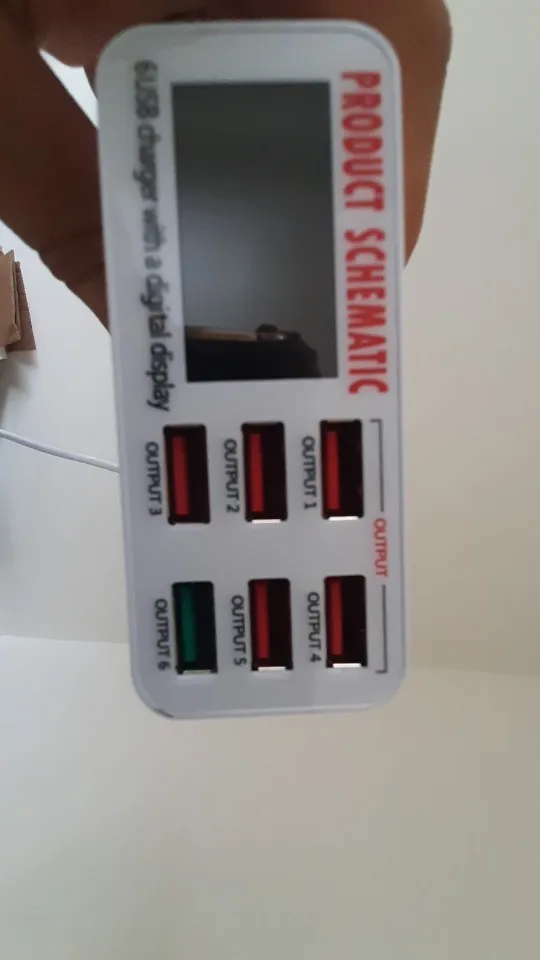 PRODUCT SCHEMATIC
6USB charger with a digital display
OUTPUT
OUTPUT 1
OUTPUT 4
OUTPUT 2
OUTPUT 5
OUTPUT 3
OUTPUT 6